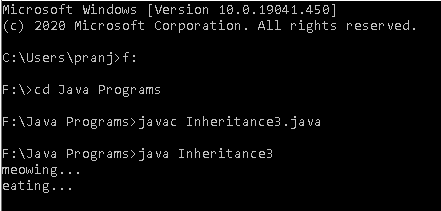 Microsoft Windows [Version 10.0.19041.450]
(c) 2020 Microsoft Corporation. All rights reserved.
C:\Users\pranj>f:
F:\>cd Java Programs
F:\Java Programs>javac Inheritance3.java
F:\Java Programs>java Inheritance3
meowing...
eating...